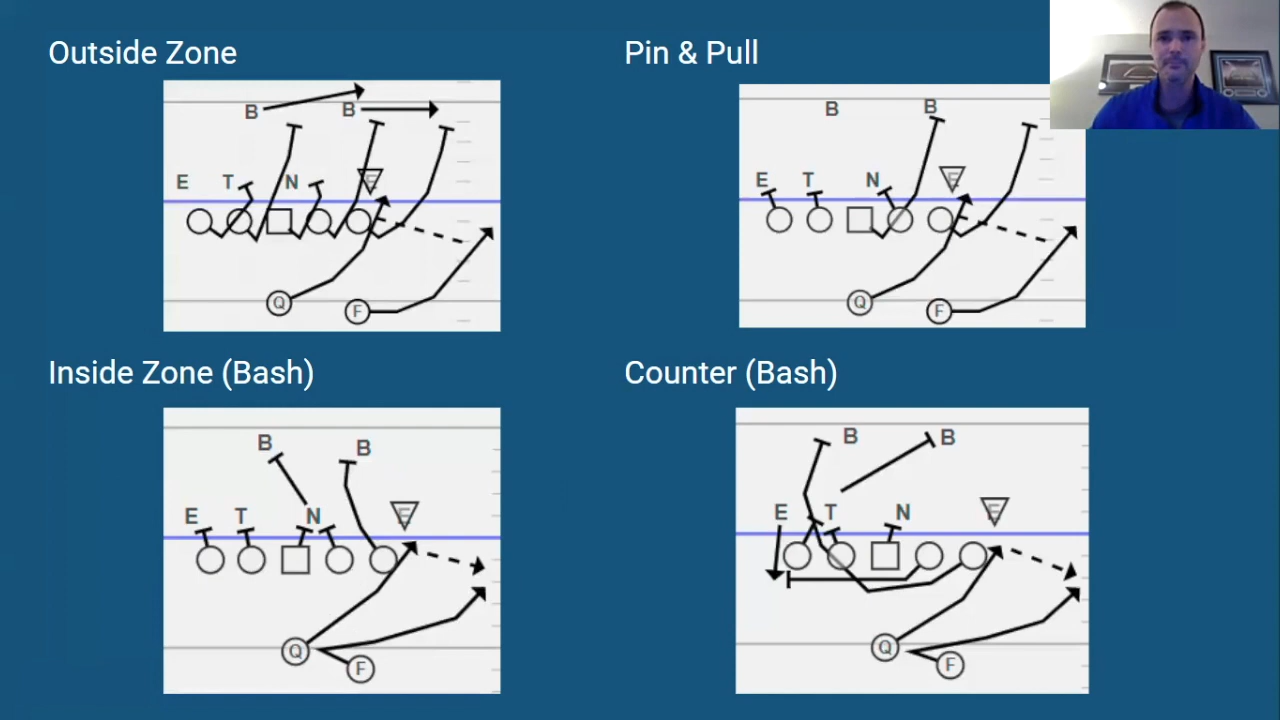 Outside Zone
B B
E T N E
Q F
Pin & Pull
B B
E T N E
Q F
Inside Zone (Bash)
B B
E T N E
Q F
Counter (Bash)
B B
E T N E
Q F